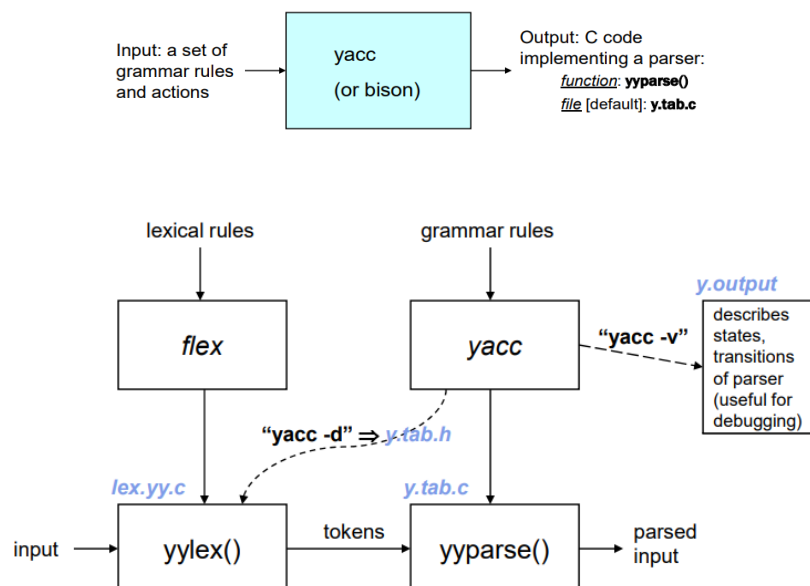 Input: a set of
grammar rules
and actions
yacc
(or bison)
Output: C code
implementing a parser:
function: yyparse()
file [default]: y.tab.c
lexical rules
grammar rules
flex
yacc
"yacc -v"
y.output
describes
states,
transitions
of parser
(useful for
debugging)
“yacc -d” ⇒ y.tab.h
lex.yy.c
y.tab.c
input
yylex()
tokens
yyparse()
parsed
input